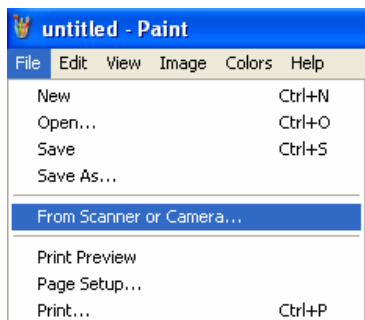 untitled - Paint
File Edit View Image Colors Help
New Ctrl+N
Open... Ctrl+O
Save Ctrl+S
Save As...
From Scanner or Camera...
Print Preview
Page Setup...
Print... Ctrl+P